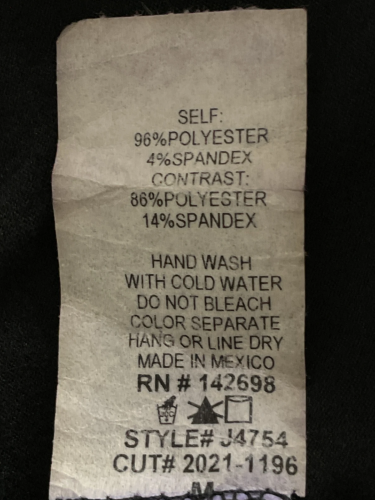 SELF:
96%POLYESTER
4%SPANDEX
CONTRAST:
86%POLYESTER
14%SPANDEX
HAND WASH
WITH COLD WATER
DO NOT BLEACH
COLOR SEPARATE
HANG OR LINE DRY
MADE IN MEXICO
RN # 142698
STYLE# J4754
CUT# 2021-1196
M